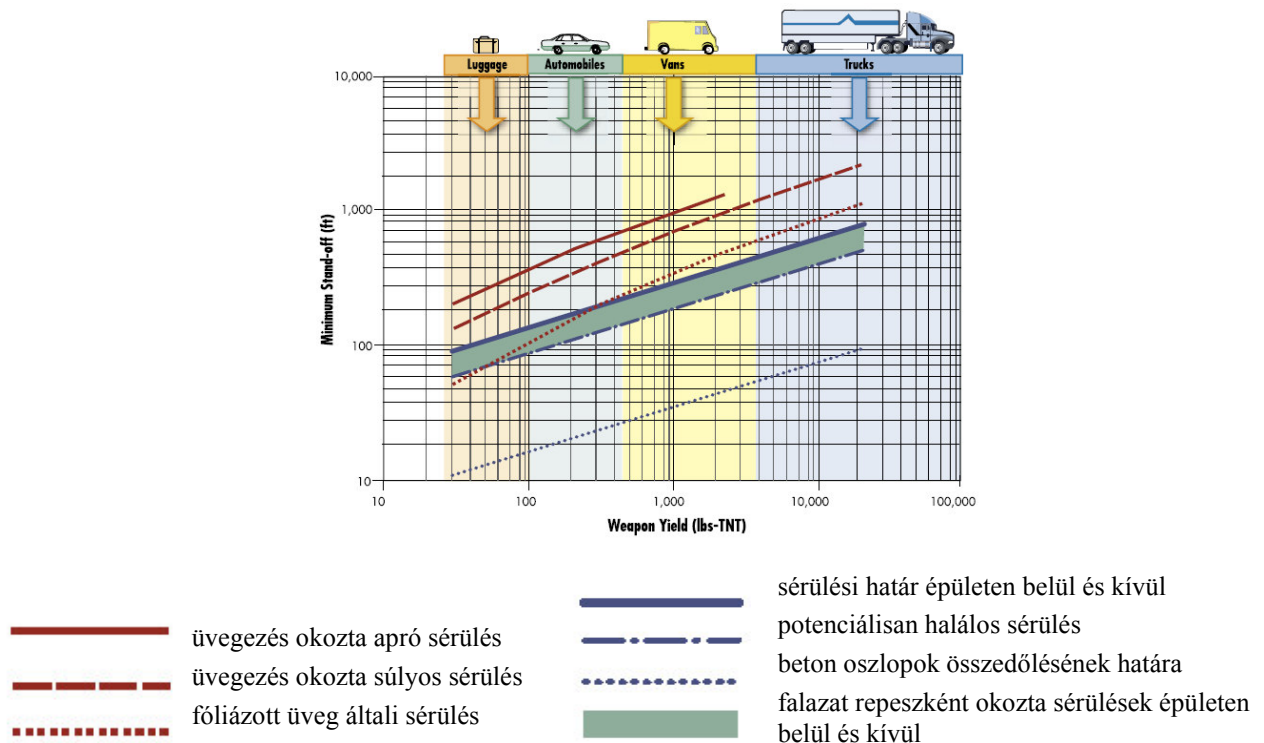 Luggage Automobiles Vans Trucks
10,000
1,000
100
10
Minimum Stand-off (ft)
10 100 1,000 10,000 100,000
Weapon Yield (lbs-TNT)
üvegezés okozta apró sérülés
üvegezés okozta súlyos sérülés
fóliázott üveg általi sérülés
sérülési határ épületen belül és kívül
potenciálisan halálos sérülés
beton oszlopok összedőlésének határa
falazat repeszként okozta sérülések épületen
belül és kívül